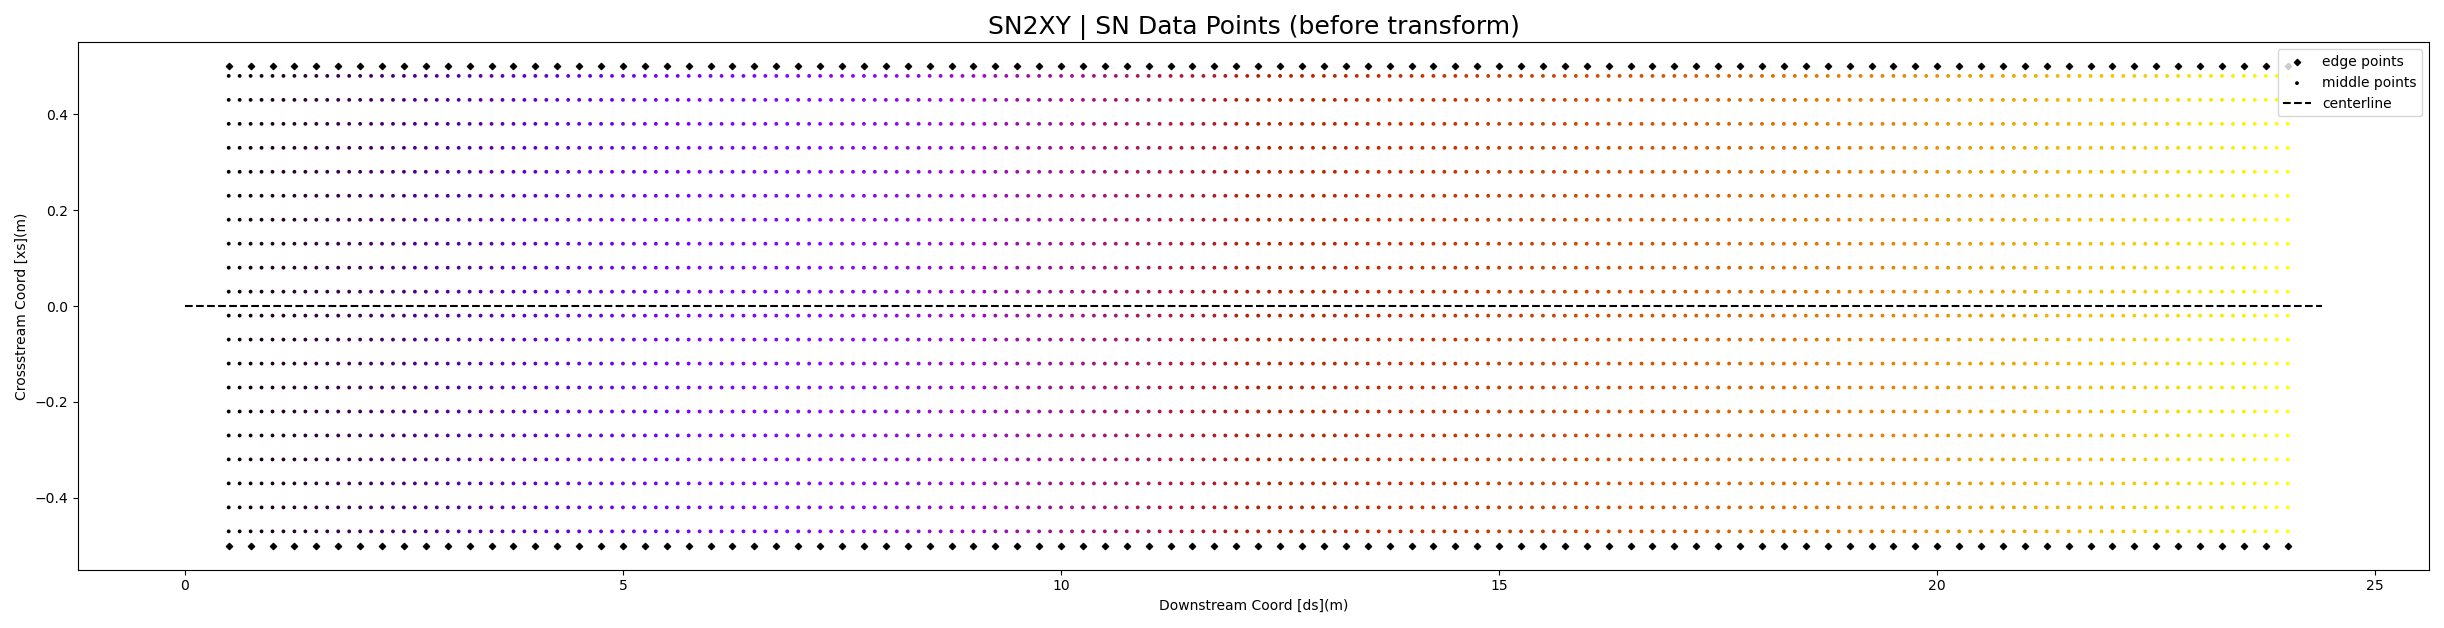 SN2XY | SN Data Points (before transform)
edge points
middle points
centerline
Crossstream Coord [xs](m)
0.4
0.2
0.0
−0.2
−0.4
0 5 10 15 20 25
Downstream Coord [ds](m)